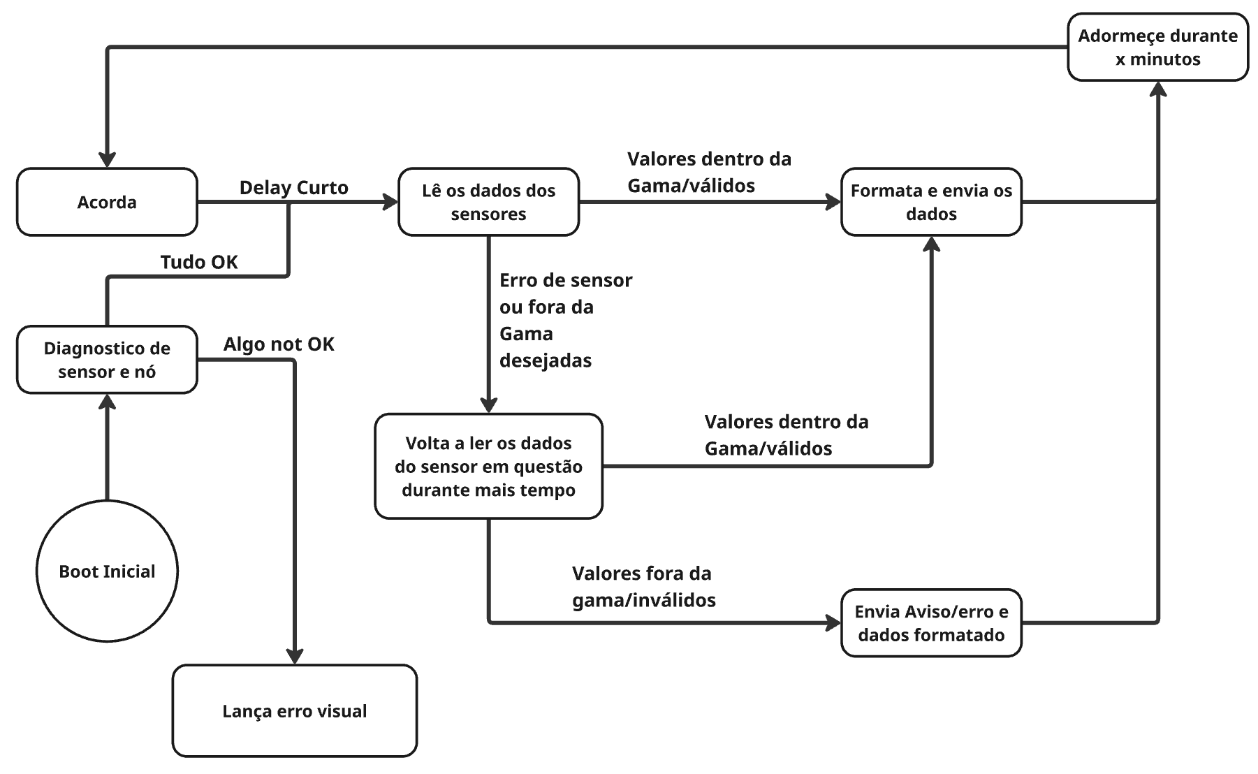 Adormeçe durante
x minutos
Valores dentro da
Gama/válidos
Acorda
Delay Curto
Lê os dados dos
sensores
Formata e envia os
dados
Tudo OK
Erro de sensor
ou fora da
Gama
desejadas
Diagnostico de
sensor e nó
Algo not OK
Volta a ler os dados
do sensor em questão
durante mais tempo
Valores dentro da
Gama/válidos
Boot Inicial
Valores fora da
gama/inválidos
Envia Aviso/erro e
dados formatado
Lança erro visual